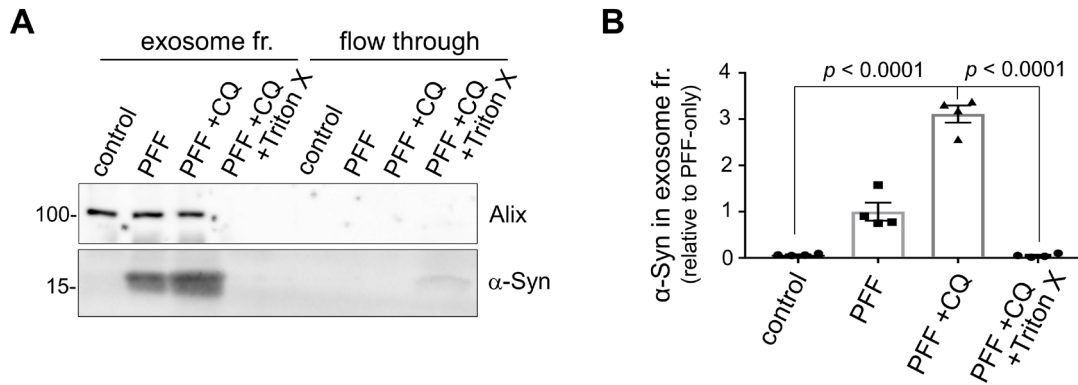 A
exosome fr.
flow through
control
PFF
PFF +CQ
PFF +CQ
+Triton X
control
PFF
PFF +CQ
PFF +CQ
+Triton X
100-
Alix
15-
α-Syn
B
p < 0.0001
p < 0.0001
α-Syn in exosome fr.
(relative to PFF-only)
4
3
2
1
0
control
PFF
PFF +CQ
PFF +CQ
+Triton X